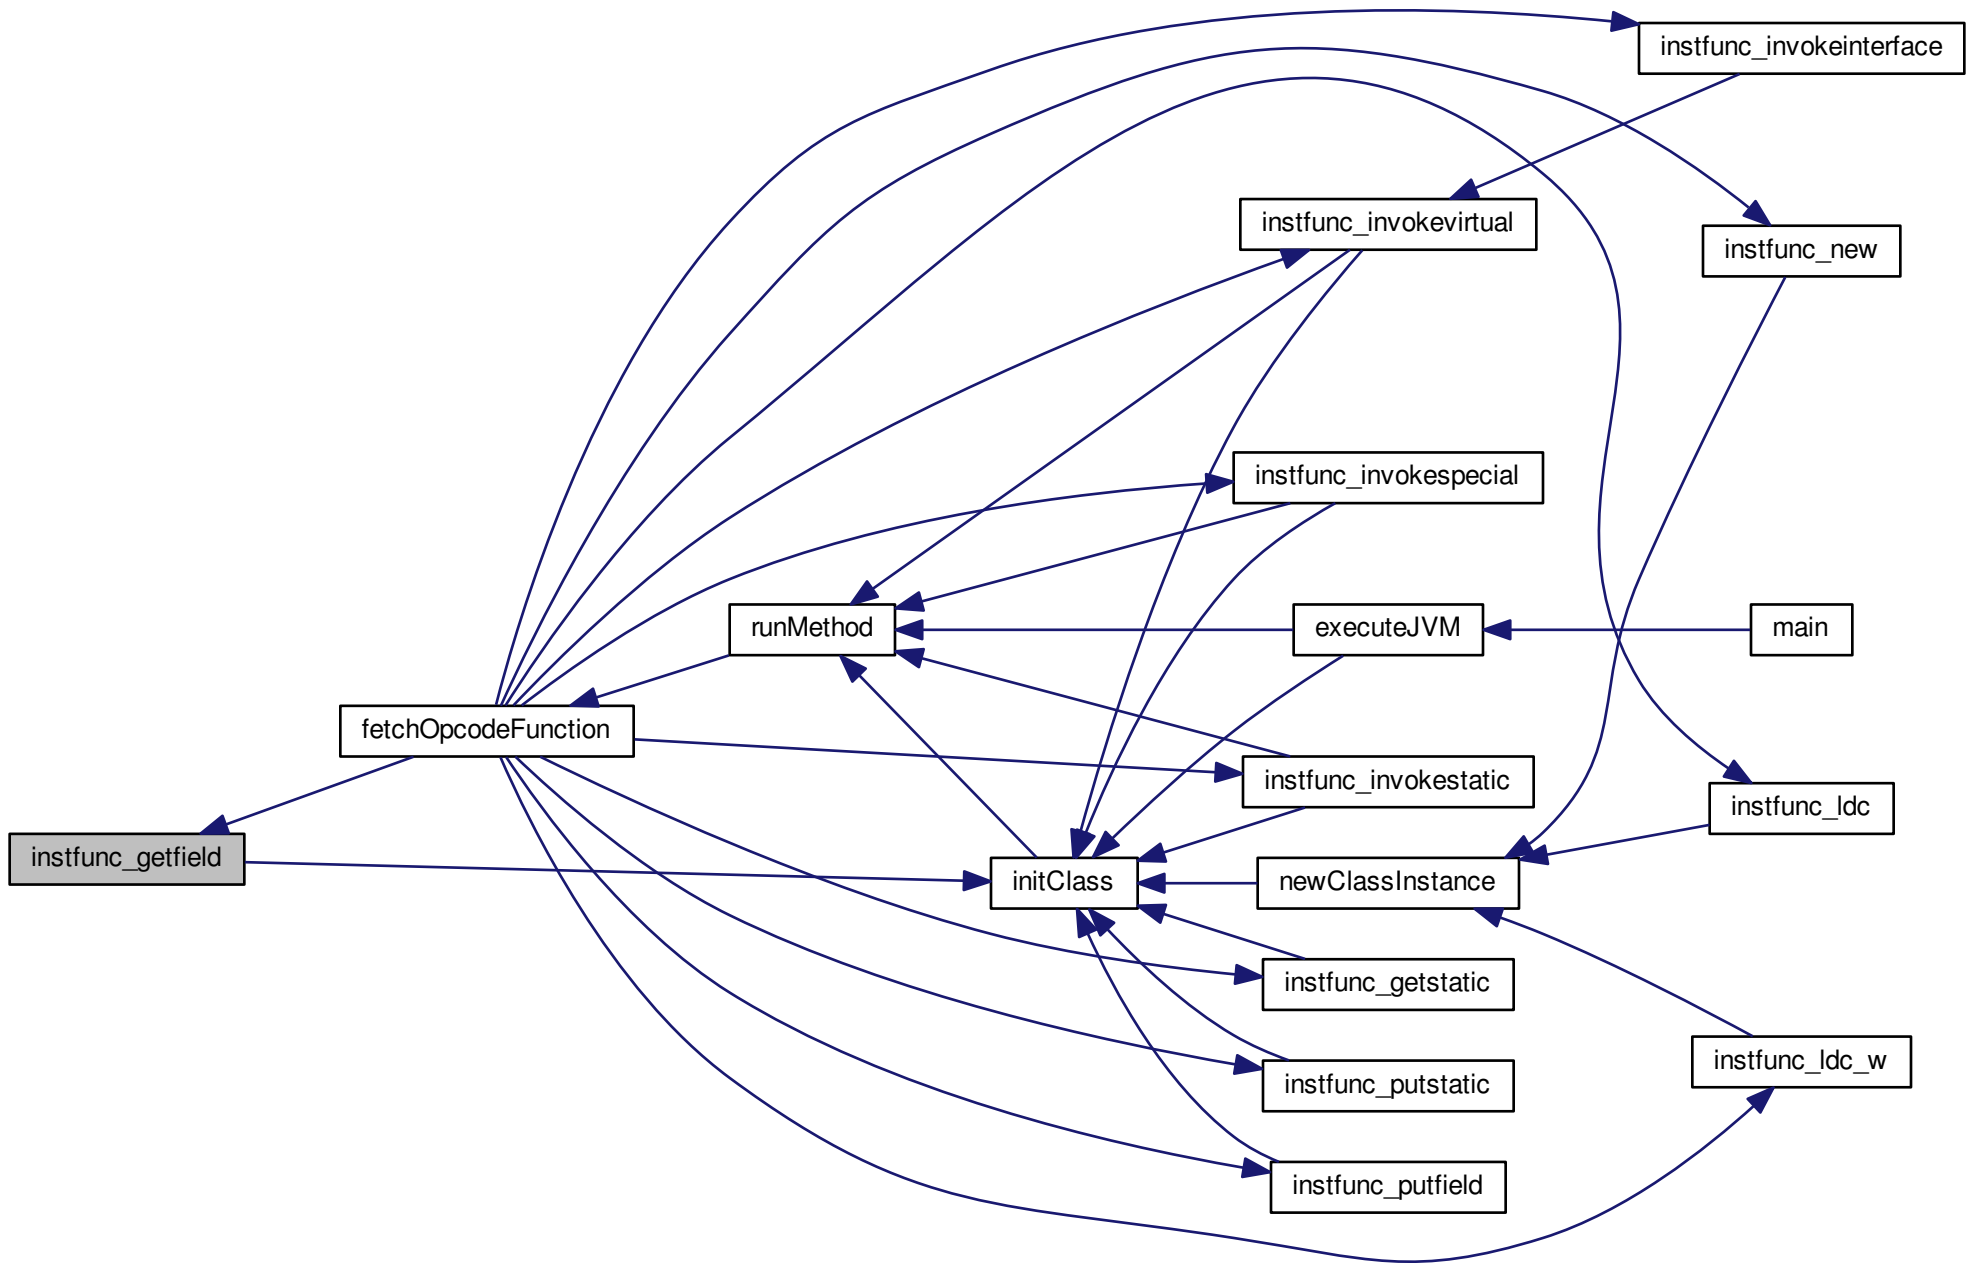 instfunc_invokeinterface
instfunc_invokevirtual
instfunc_new
instfunc_invokespecial
runMethod
executeJVM
main
fetchOpcodeFunction
instfunc_invokestatic
instfunc_ldc
instfunc_getfield
initClass
newClassInstance
instfunc_getstatic
instfunc_ldc_w
instfunc_putstatic
instfunc_putfield